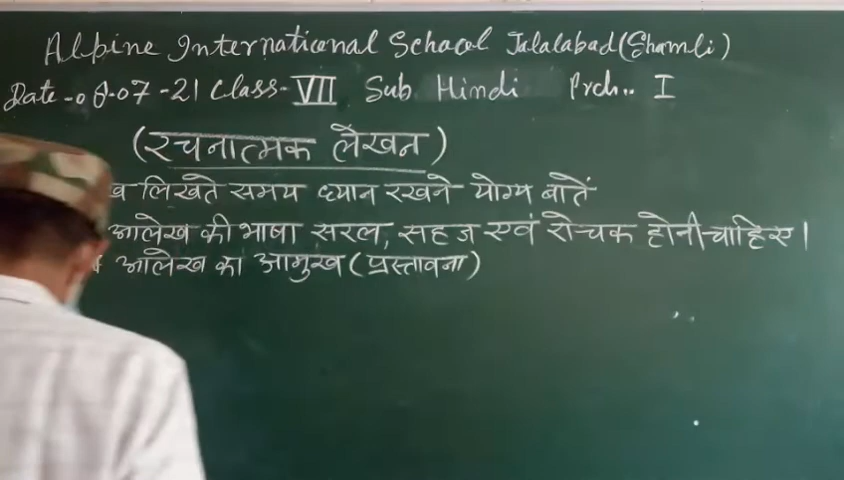 Alpine International School Jalalabad (Shamli)
Date -08-07-21 Class- VII Sub. Hindi Prd.. I
(रचनात्मक लेखन)
ख लिखते समय ध्यान रखने योग्य बातें
आलेख की भाषा सरल, सहज एवं रोचक होनी चाहिए।
आलेख का आमुख (प्रस्तावना)